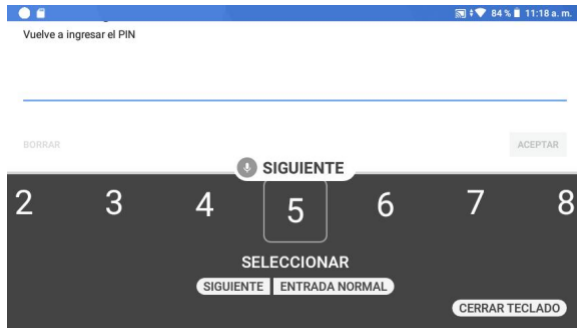 84 % 11:18 a. m.
Vuelve a ingresar el PIN
BORRAR
ACEPTAR
SIGUIENTE
2 3 4 5 6 7 8
SELECCIONAR
SIGUIENTE ENTRADA NORMAL
CERRAR TECLADO